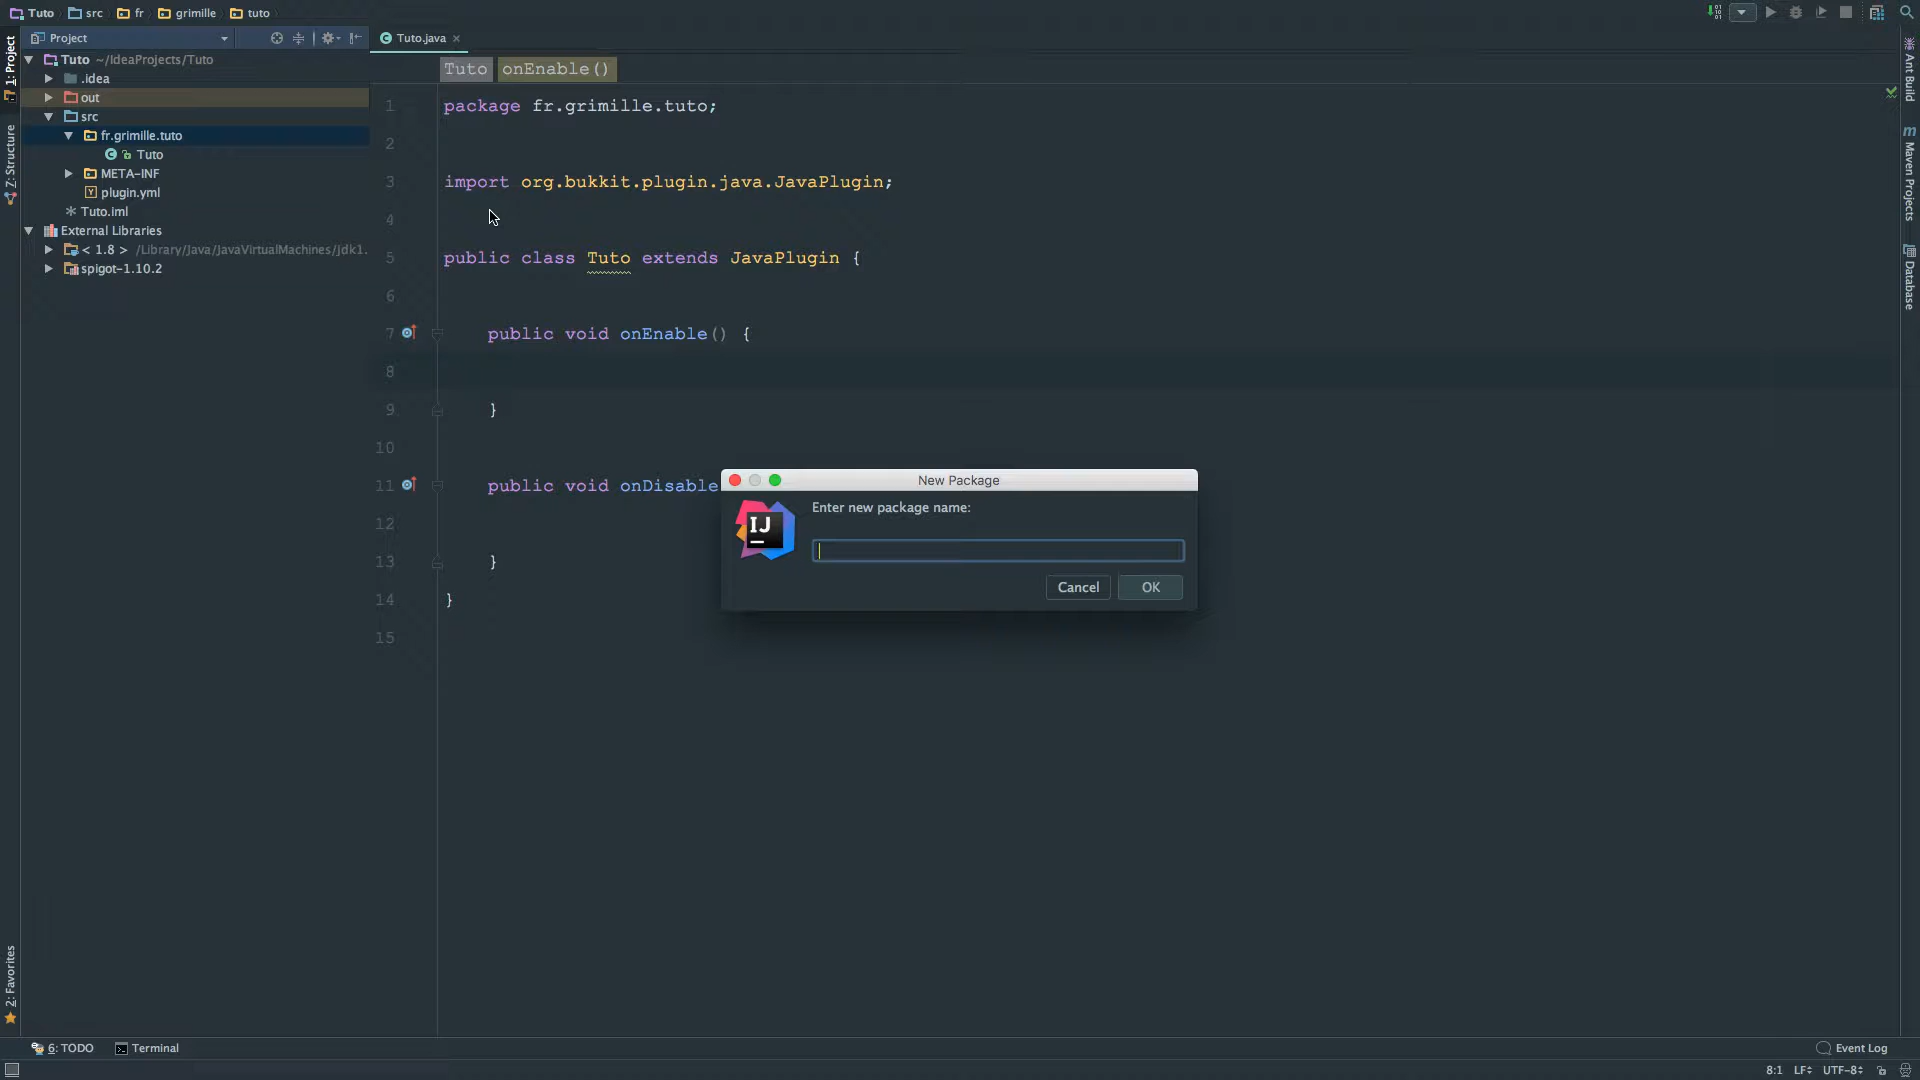 Tuto src fr grimille tuto
1: Project
Project
Tuto.java
Tuto ~/IdeaProjects/Tuto
.idea
out
src
fr.grimille.tuto
Tuto
META-INF
plugin.yml
Tuto.iml
External Libraries
< 1.8 > /Library/Java/JavaVirtualMachines/jdk1.
spigot-1.10.2
Z: Structure
2: Favorites
Tuto onEnable()
1 package fr.grimille.tuto;
2
3 import org.bukkit.plugin.java.JavaPlugin;
4
5 public class Tuto extends JavaPlugin {
6
7 public void onEnable() {
8
9 }
10
11 public void onDisable
12
13 }
14 }
15
New Package
IJ
Enter new package name:
Cancel OK
Ant Build
m
Maven Projects
Database
6: TODO Terminal
Event Log
8:1 LF UTF-8